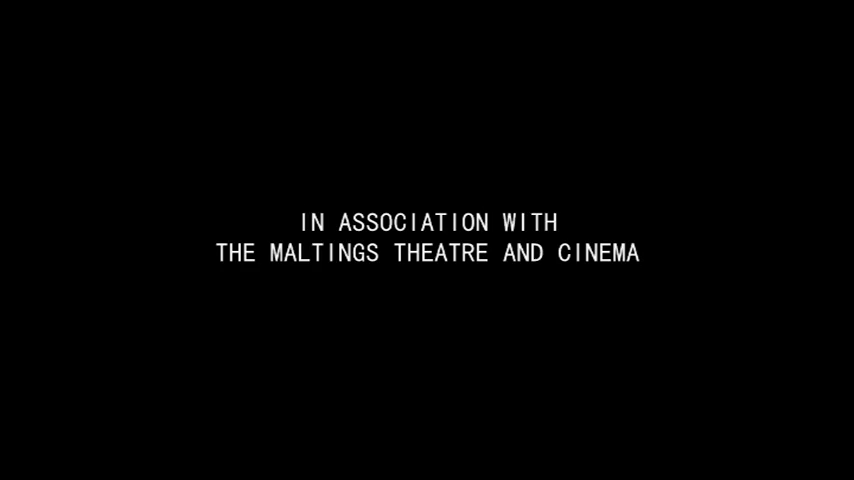 IN ASSOCIATION WITH
THE MALTINGS THEATRE AND CINEMA